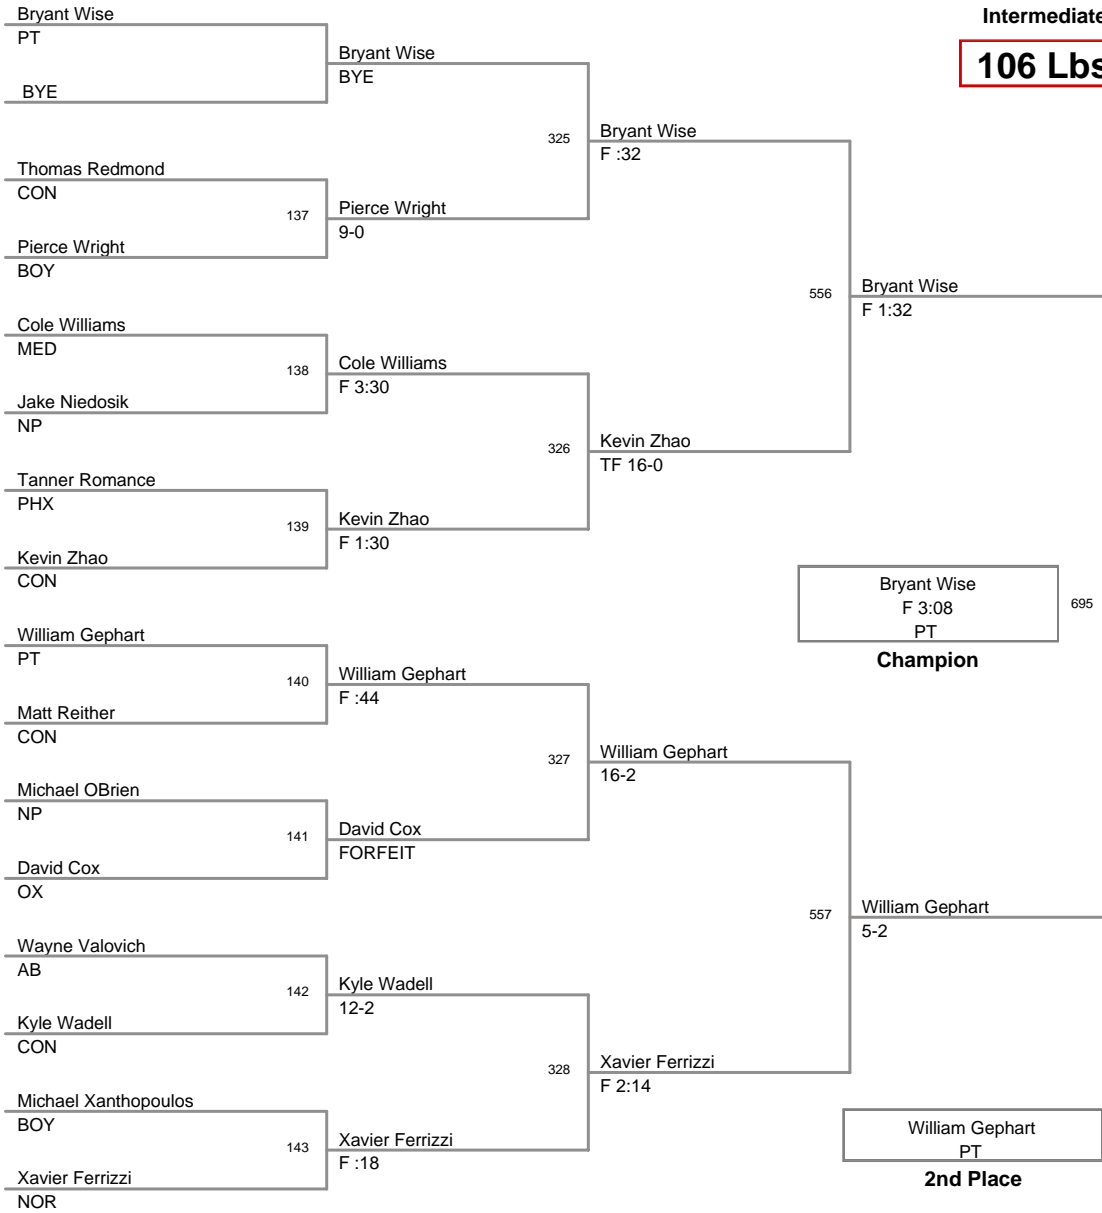 Bryant Wise
PT
BYE
Intermediate
106 Lbs
Bryant Wise
BYE
325
Bryant Wise
F :32
Thomas Redmond
CON
137
Pierce Wright
9-0
Pierce Wright
BOY
556
Bryant Wise
F 1:32
Cole Williams
MED
138
Cole Williams
F 3:30
Jake Niedosik
NP
326
Kevin Zhao
TF 16-0
Tanner Romance
PHX
139
Kevin Zhao
F 1:30
Kevin Zhao
CON
Bryant Wise
F 3:08
PT
695
Champion
William Gephart
PT
140
William Gephart
F :44
Matt Reither
CON
327
William Gephart
16-2
Michael OBrien
NP
141
David Cox
FORFEIT
David Cox
OX
557
William Gephart
5-2
Wayne Valovich
AB
142
Kyle Wadell
12-2
Kyle Wadell
CON
328
Xavier Ferrizzi
F 2:14
Michael Xanthopoulos
BOY
143
Xavier Ferrizzi
F :18
Xavier Ferrizzi
NOR
William Gephart
PT
2nd Place